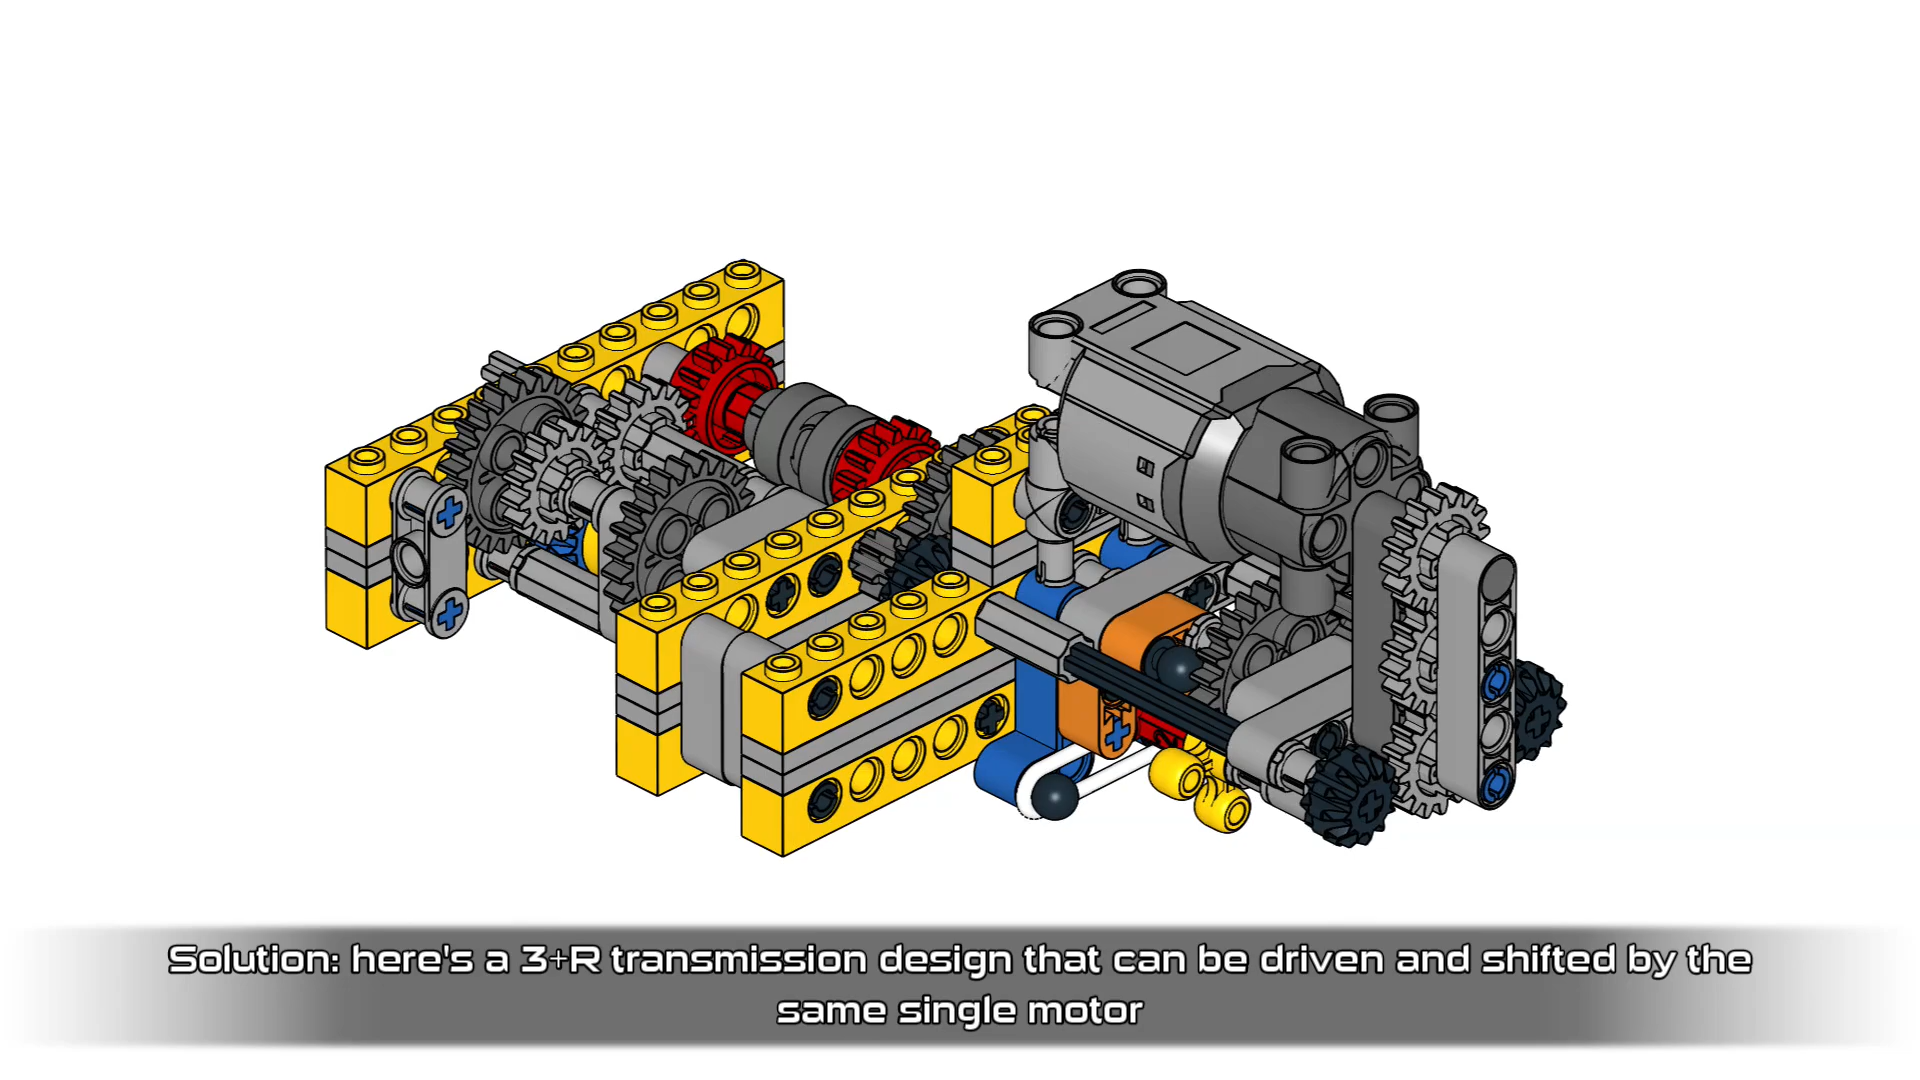 Solution: here's a 3+R transmission design that can be driven and shifted by the
same single motor